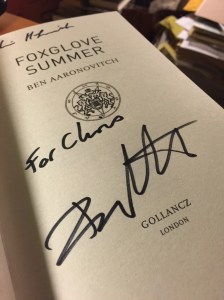 FOXGLOVE
SUMMER
BEN AARONOVITCH
For Chris
GOLLANCZ
LONDON